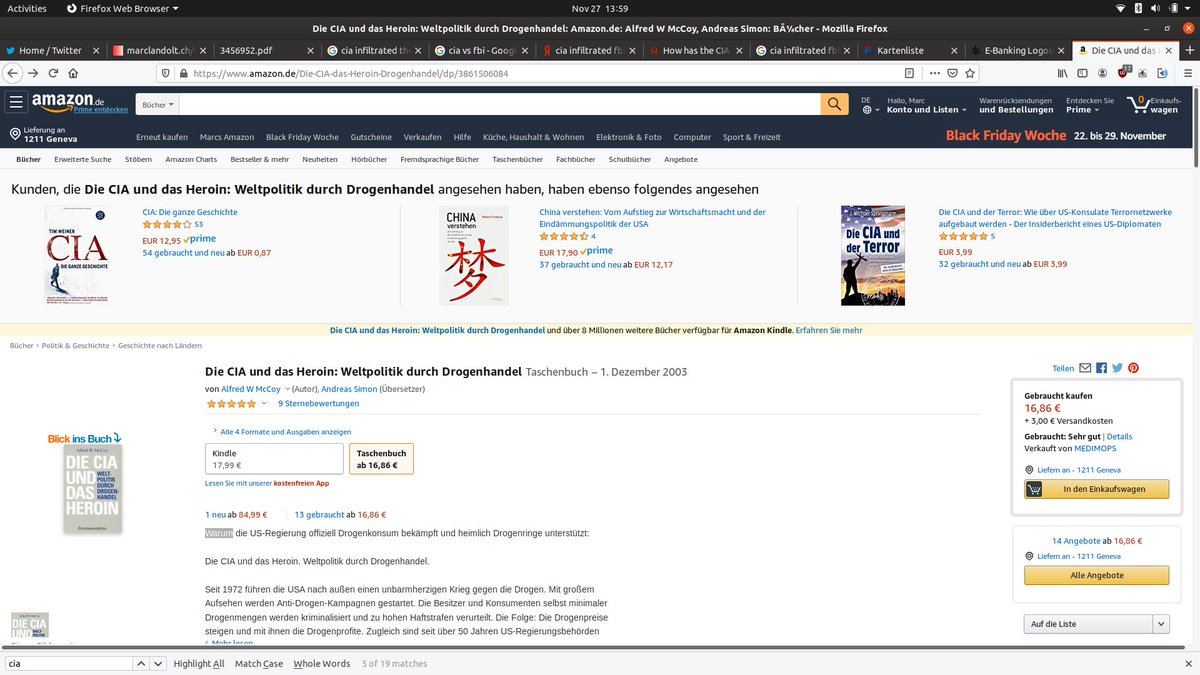 Activities Firefox Web Browser Nov 27 13:59
Die CIA und das Heroin: Weltpolitik durch Drogenhandel: Amazon.de: Alfred W McCoy, Andreas Simon: BÃ¼cher - Mozilla Firefox
Home / Twitter marclandolt.ch/ 3456952.pdf cia infiltrated th cia vs fbi - Goog cia infiltrated fb How has the CIA cia infiltrated fb Kartenliste E-Banking Logou Die CIA und das
https://www.amazon.de/Die-CIA-das-Heroin-Drogenhandel/dp/3861506084
amazon.de
Prime entdecken
Bücher
DE
Hallo, Marc
Konto und Listen
Warenrücksendungen
und Bestellungen
Entdecken Sie
Prime
0
Einkaufs-
wagen
Lieferung an
1211 Geneva
Erneut kaufen Marcs Amazon Black Friday Woche Gutscheine Verkaufen Hilfe Küche, Haushalt & Wohnen Elektronik & Foto Computer Sport & Freizeit
Black Friday Woche 22. bis 29. November
Bücher Erweiterte Suche Stöbern Amazon Charts Bestseller & mehr Neuheiten Hörbücher Fremdsprachige Bücher Taschenbücher Fachbücher Schulbücher Angebote
Kunden, die Die CIA und das Heroin: Weltpolitik durch Drogenhandel angesehen haben, haben ebenso folgendes angesehen
TIM WEINER
CIA
DIE GANZE GESCHICHTE
CIA: Die ganze Geschichte
53
EUR 12,95 prime
54 gebraucht und neu ab EUR 0,87
CHINA
verstehen
梦
China verstehen: Vom Aufstieg zur Wirtschaftsmacht und der
Eindämmungspolitik der USA
4
EUR 17,90 prime
37 gebraucht und neu ab EUR 12,17
J. Michael Springmann
Die CIA
und der
Terror
Die CIA und der Terror: Wie über US-Konsulate Terrornetzwerke
aufgebaut werden - Der Insiderbericht eines US-Diplomaten
5
EUR 3,99
32 gebraucht und neu ab EUR 3,99
Die CIA und das Heroin: Weltpolitik durch Drogenhandel und über 8 Millionen weitere Bücher verfügbar für Amazon Kindle. Erfahren Sie mehr
Bücher › Politik & Geschichte › Geschichte nach Ländern
Die CIA und das Heroin: Weltpolitik durch Drogenhandel Taschenbuch – 1. Dezember 2003
von Alfred W McCoy (Autor), Andreas Simon (Übersetzer)
9 Sternebewertungen
Alle 4 Formate und Ausgaben anzeigen
Kindle
17,99 €
Taschenbuch
ab 16,86 €
Lesen Sie mit unserer kostenfreien App
1 neu ab 84,99 € 13 gebraucht ab 16,86 €
Warum die US-Regierung offiziell Drogenkonsum bekämpft und heimlich Drogenringe unterstützt:
Die CIA und das Heroin. Weltpolitik durch Drogenhandel.
Seit 1972 führen die USA nach außen einen unbarmherzigen Krieg gegen die Drogen. Mit großem
Aufsehen werden Anti-Drogen-Kampagnen gestartet. Die Besitzer und Konsumenten selbst minimaler
Drogenmengen werden kriminalisiert und zu hohen Haftstrafen verurteilt. Die Folge: Die Drogenpreise
steigen und mit ihnen die Drogenprofite. Zugleich sind seit über 50 Jahren US-Regierungsbehörden
Mehr lesen
Blick ins Buch
Alfred W. McCoy
DIE CIA
UND
DAS
HEROIN
WELT-
POLITIK
DURCH
DROGEN-
HANDEL
Zweitausendeins
DIE CIA
UND
Teilen
Gebraucht kaufen
16,86 €
+ 3,00 € Versandkosten
Gebraucht: Sehr gut | Details
Verkauft von MEDIMOPS
Liefern an - 1211 Geneva
In den Einkaufswagen
14 Angebote ab 16,86 €
Liefern an - 1211 Geneva
Alle Angebote
Auf die Liste
cia Highlight All Match Case Whole Words 5 of 19 matches